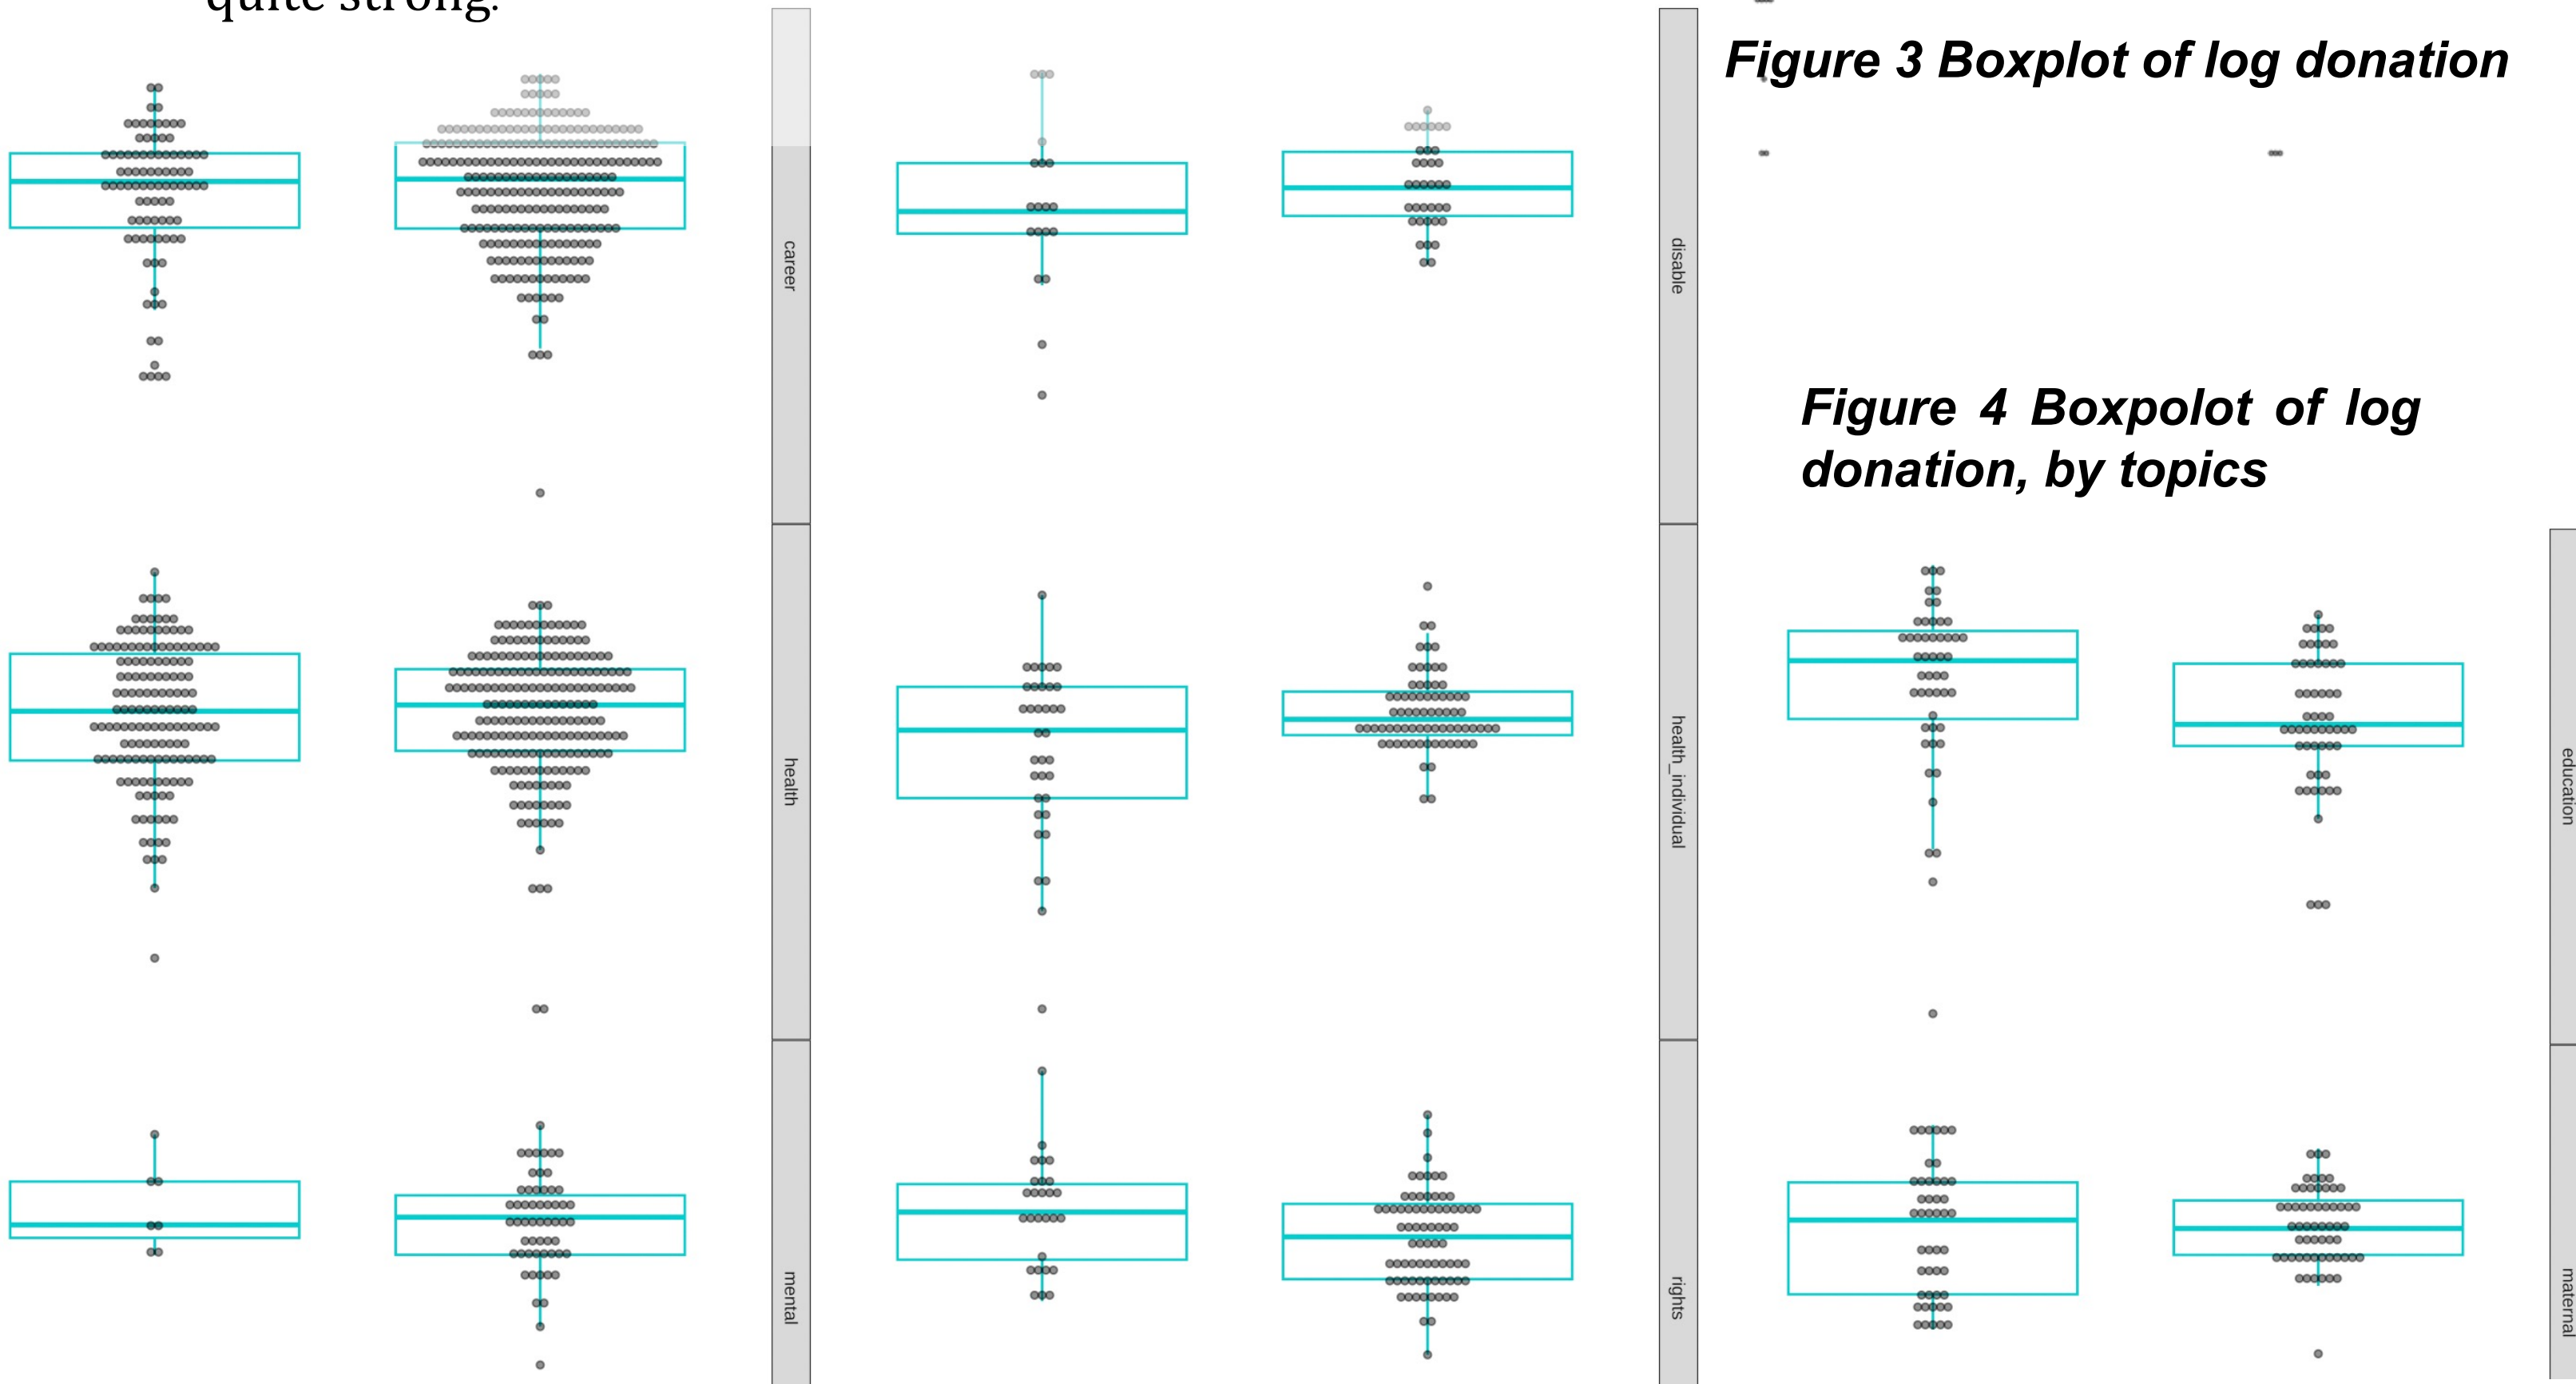 quite strong.
Figure 3 Boxplot of log donation
Figure 4 Boxpolot of log
donation, by topics
career
disable
health
health_individual
education
mental
rights
maternal